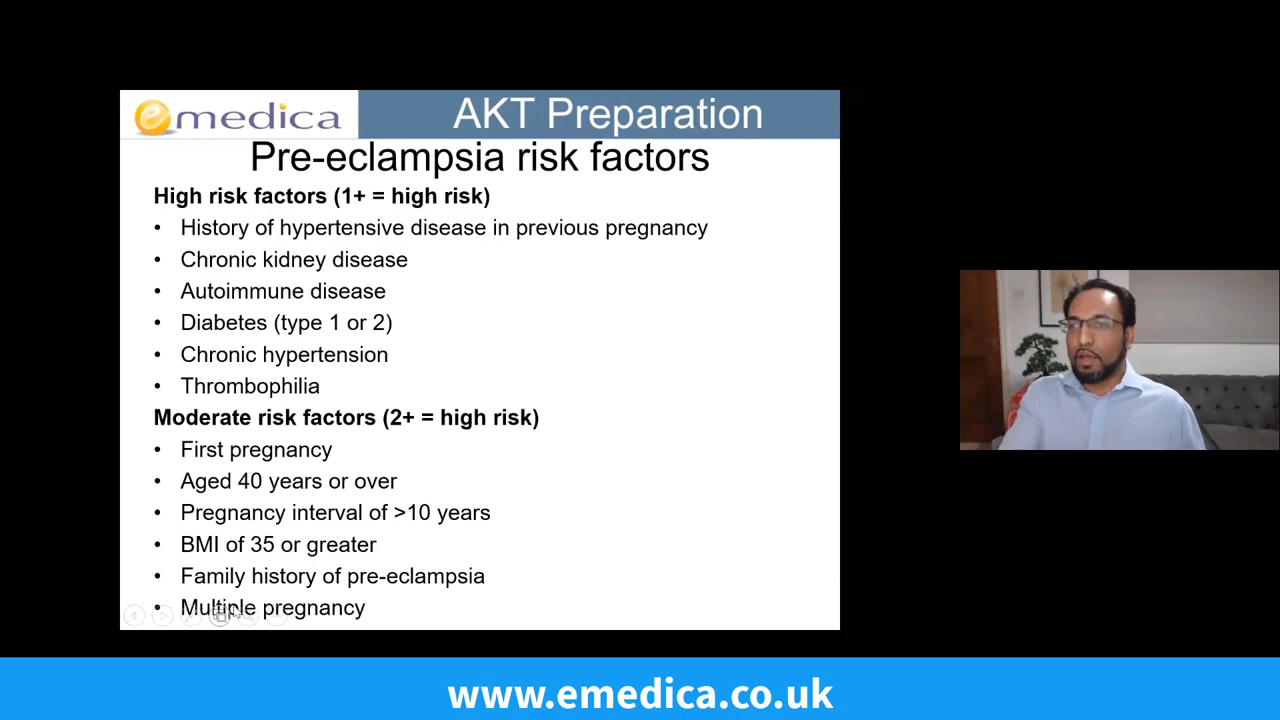 emedica
AKT Preparation
Pre-eclampsia risk factors
High risk factors (1+ = high risk)
• History of hypertensive disease in previous pregnancy
• Chronic kidney disease
• Autoimmune disease
• Diabetes (type 1 or 2)
• Chronic hypertension
• Thrombophilia
Moderate risk factors (2+ = high risk)
• First pregnancy
• Aged 40 years or over
• Pregnancy interval of >10 years
• BMI of 35 or greater
• Family history of pre-eclampsia
• Multiple pregnancy
www.emedica.co.uk